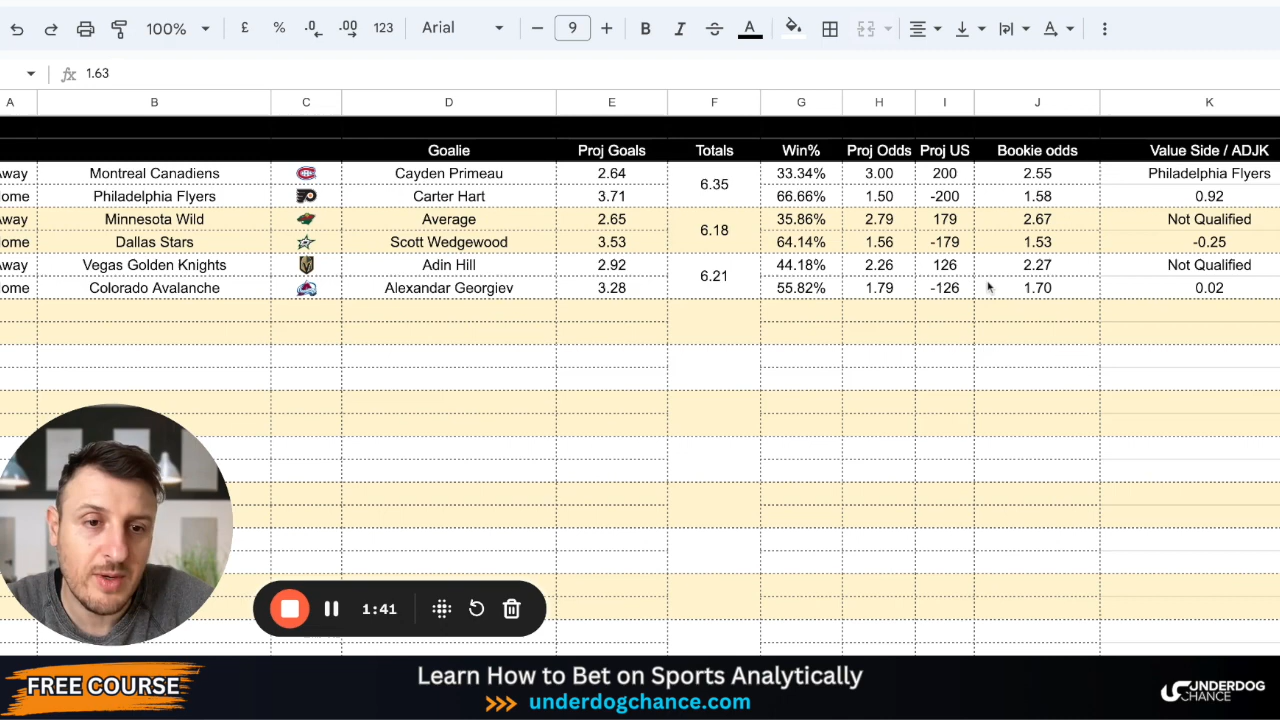 100% £ % .0 .00 123 Arial 9 B I A
fx 1.63
A B C D E F G H I J K
Goalie Proj Goals Totals Win% Proj Odds Proj US Bookie odds Value Side / ADJK
Away Montreal Canadiens Cayden Primeau 2.64 6.35 33.34% 3.00 200 2.55 Philadelphia Flyers
Home Philadelphia Flyers Carter Hart 3.71 66.66% 1.50 -200 1.58 0.92
Away Minnesota Wild Average 2.65 6.18 35.86% 2.79 179 2.67 Not Qualified
Home Dallas Stars Scott Wedgewood 3.53 64.14% 1.56 -179 1.53 -0.25
Away Vegas Golden Knights Adin Hill 2.92 6.21 44.18% 2.26 126 2.27 Not Qualified
Home Colorado Avalanche Alexandar Georgiev 3.28 55.82% 1.79 -126 1.70 0.02
1:41
FREE COURSE
Learn How to Bet on Sports Analytically
>>> underdogchance.com
UNDERDOG
CHANCE